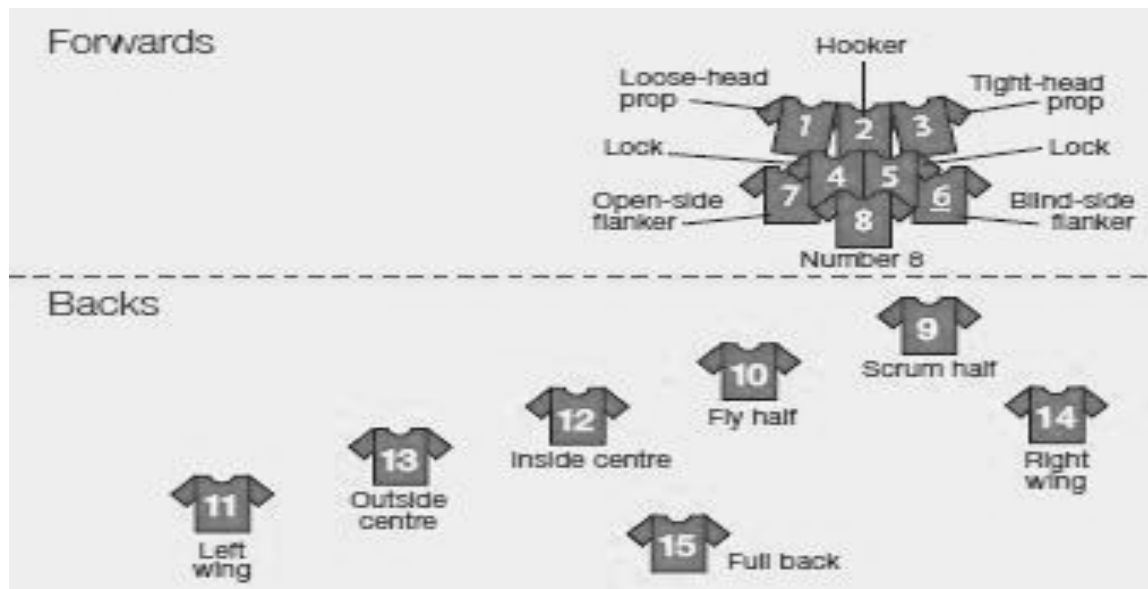 Forwards
Hooker
Loose-head
prop
Tight-head
prop
1
2
3
Lock
Lock
4
5
7
6
Open-side
flanker
Blind-side
flanker
8
Number 8
Backs
9
Scrum half
10
Fly half
14
Right
wing
12
Inside centre
13
Outside
centre
11
Left
wing
15
Full back